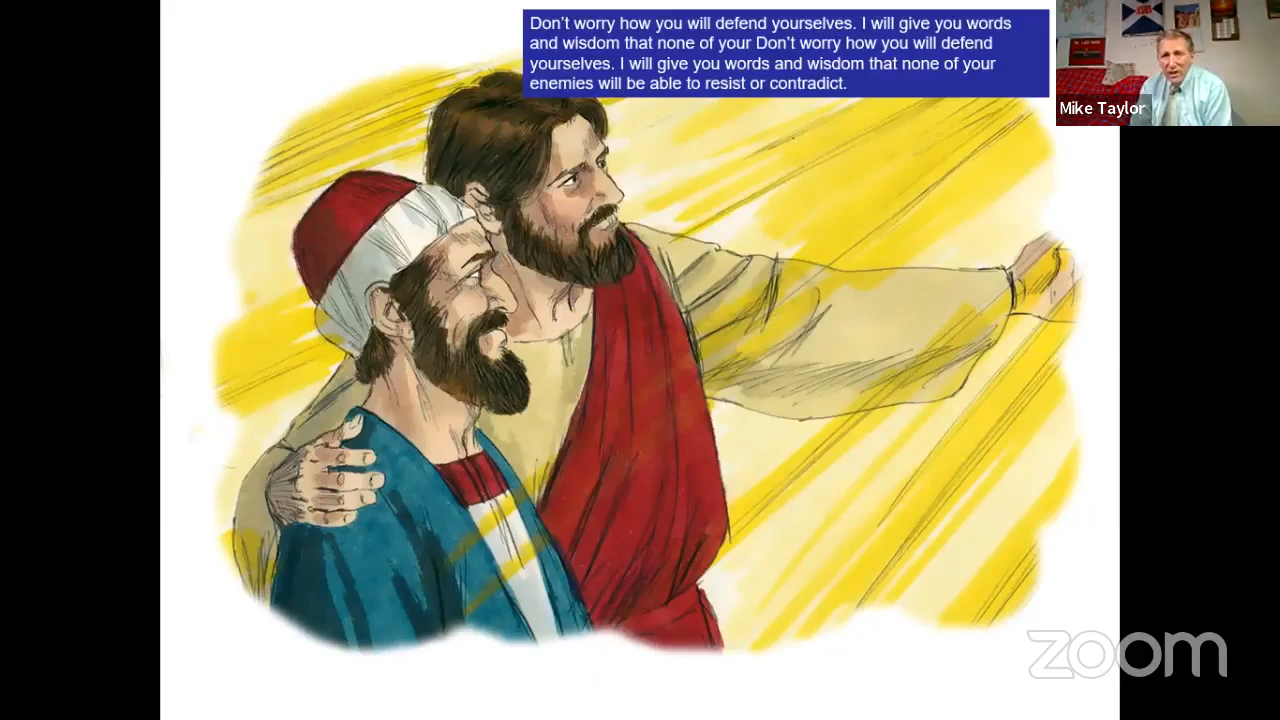 Don't worry how you will defend yourselves. I will give you words
and wisdom that none of your Don't worry how you will defend
yourselves. I will give you words and wisdom that none of your
enemies will be able to resist or contradict.
Mike Taylor
zoom